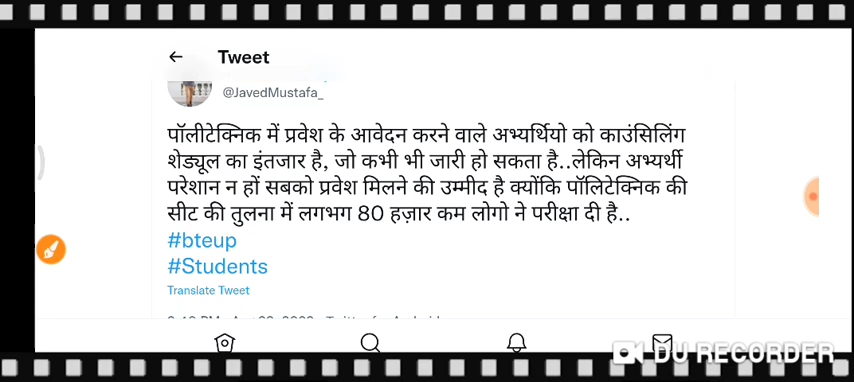 Tweet
@JavedMustafa_
पॉलीटेक्निक में प्रवेश के आवेदन करने वाले अभ्यर्थियो को काउंसिलिंग
शेड्यूल का इंतजार है, जो कभी भी जारी हो सकता है..लेकिन अभ्यर्थी
परेशान न हों सबको प्रवेश मिलने की उम्मीद है क्योंकि पॉलिटेक्निक की
सीट की तुलना में लगभग 80 हज़ार कम लोगो ने परीक्षा दी है..
#bteup
#Students
Translate Tweet
DU RECORDER